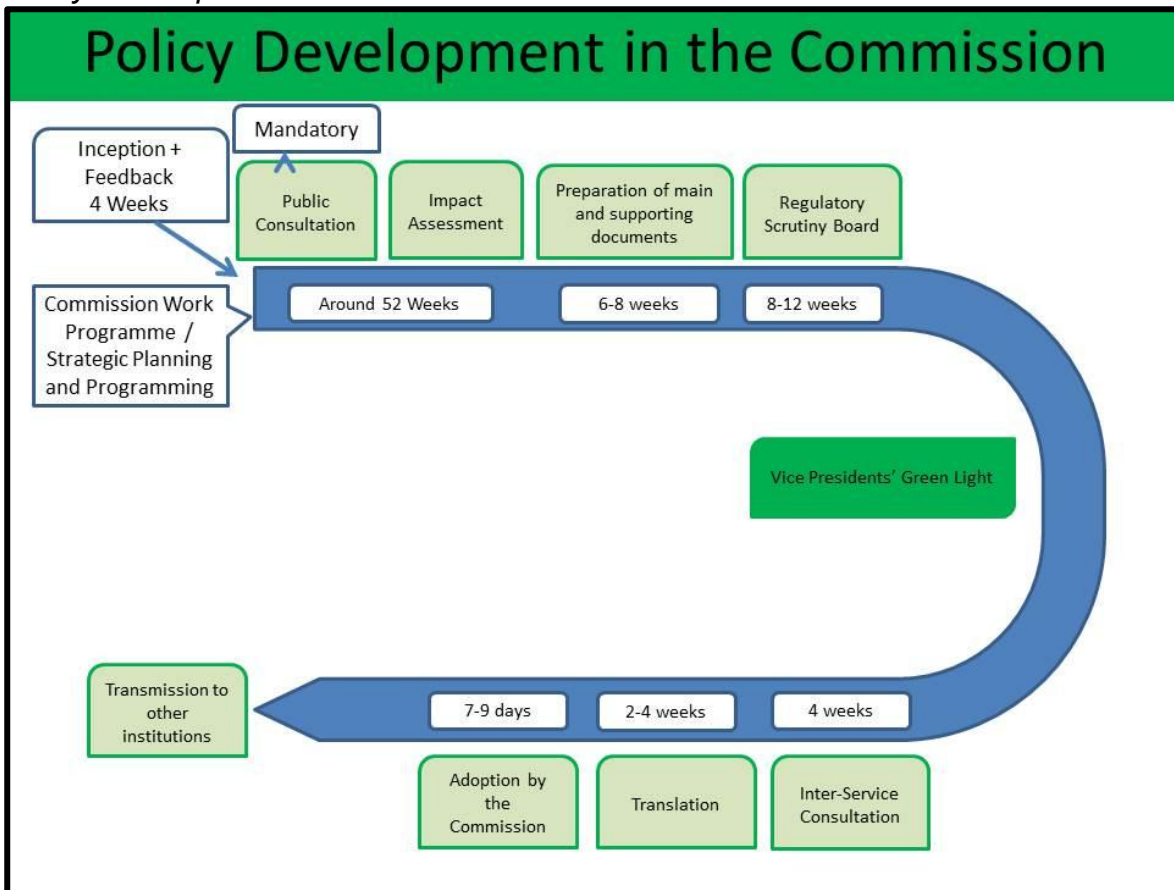 Policy Development in the Commission
Mandatory
Inception +
Feedback
4 Weeks
Public
Consultation
Impact
Assessment
Preparation of main
and supporting
documents
Regulatory
Scrutiny Board
Commission Work
Programme /
Strategic Planning
and Programming
Around 52 Weeks
6-8 weeks
8-12 weeks
Vice Presidents' Green Light
Transmission to
other
institutions
7-9 days
2-4 weeks
4 weeks
Adoption by
the
Commission
Translation
Inter-Service
Consultation